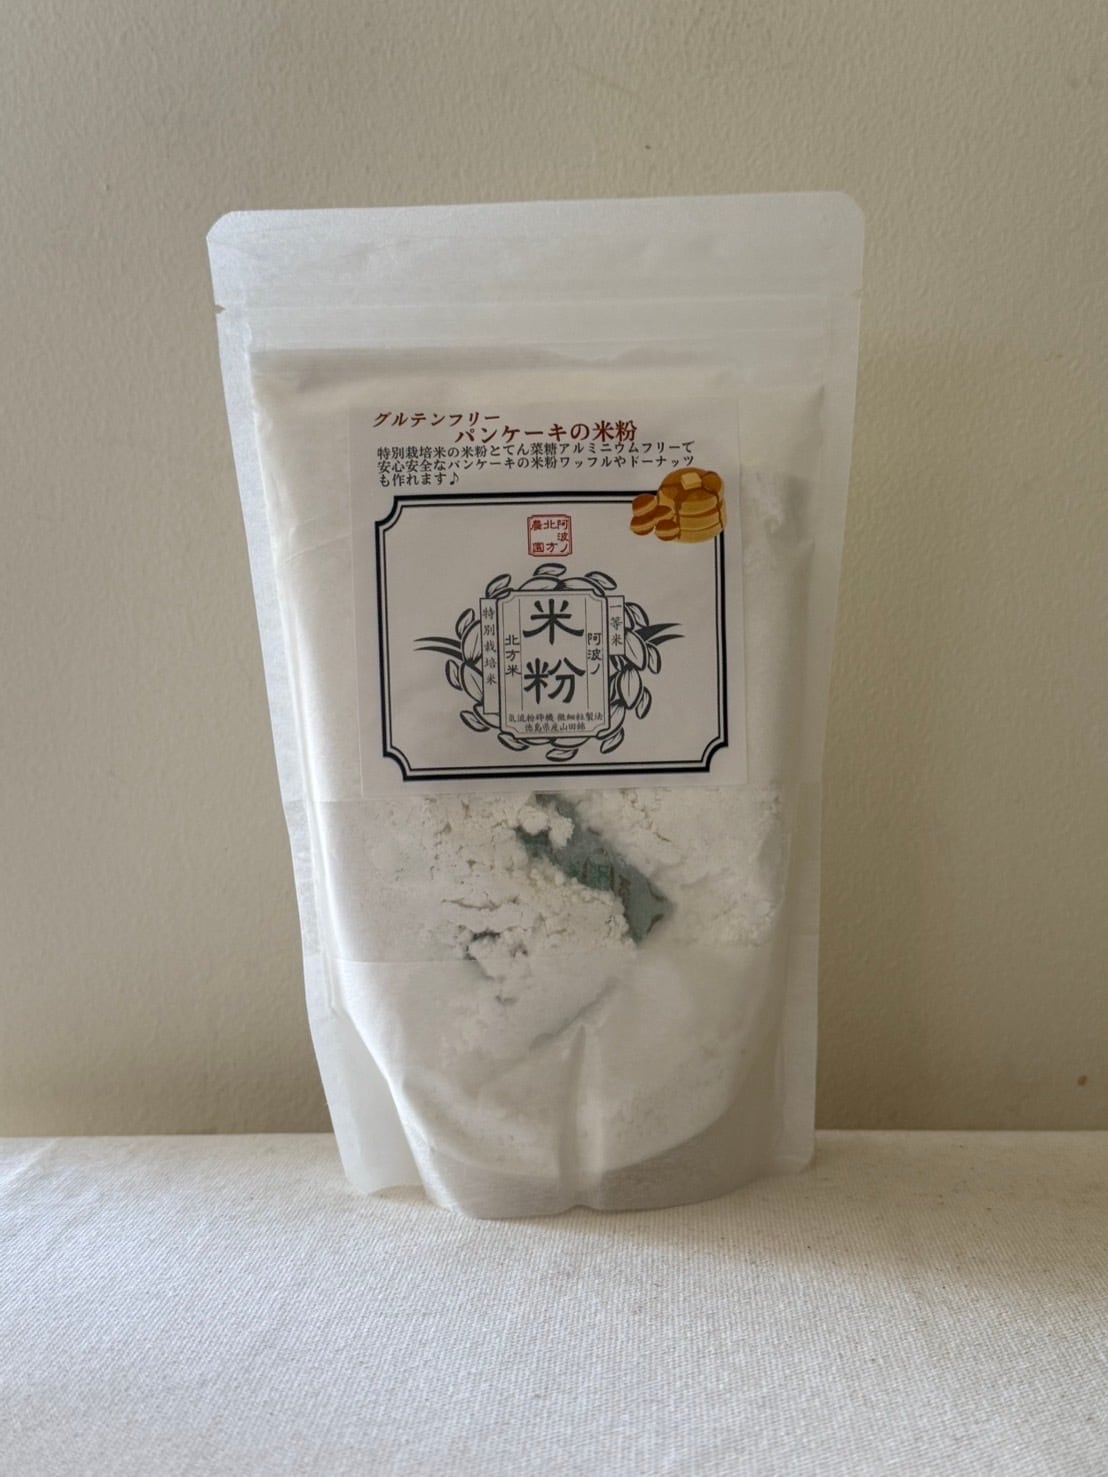 グルテンフリー
パンケーキの米粉
特別栽培米の米粉とてん菜糖アルミニウムフリーで
安心安全なパンケーキの米粉ワッフルやドーナッツ
も作れます♪
阿波ノ
北方
農園
一等米
阿波ノ
米粉
北方米
特別栽培米
気流粉砕機 微細粒製法
徳島県産山田錦